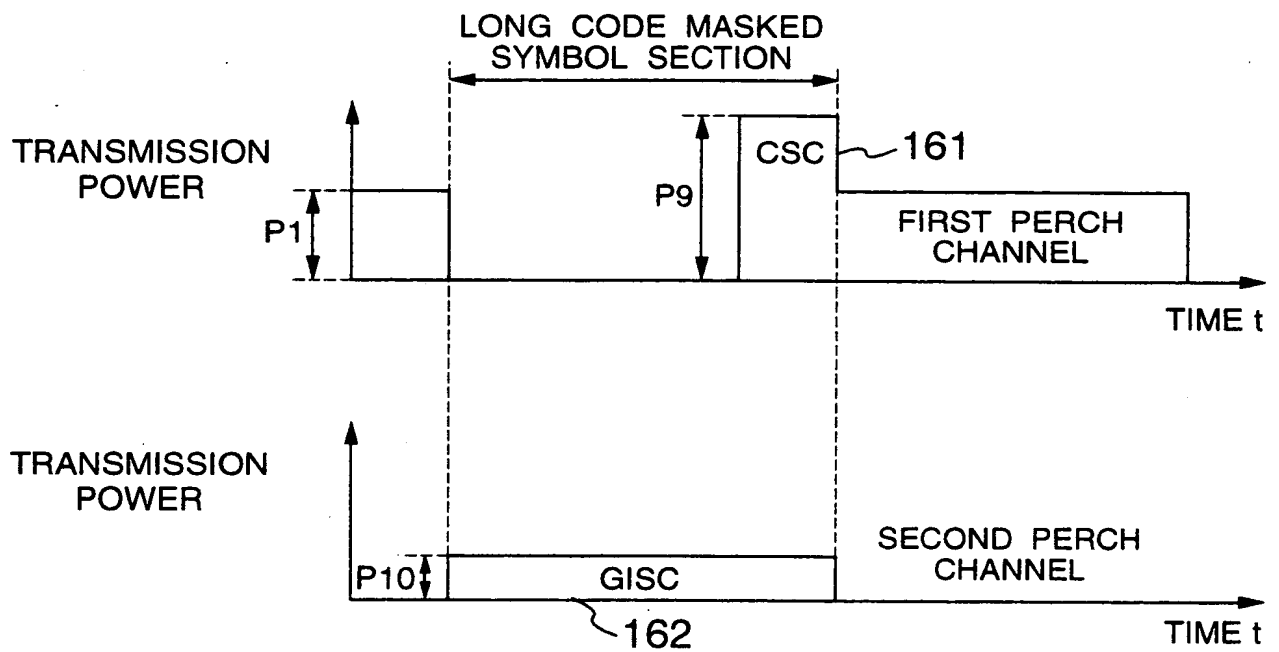 LONG CODE MASKED
SYMBOL SECTION
TRANSMISSION
POWER
P1
P9
CSC
161
FIRST PERCH
CHANNEL
TIME t
TRANSMISSION
POWER
P10
GISC
162
SECOND PERCH
CHANNEL
TIME t